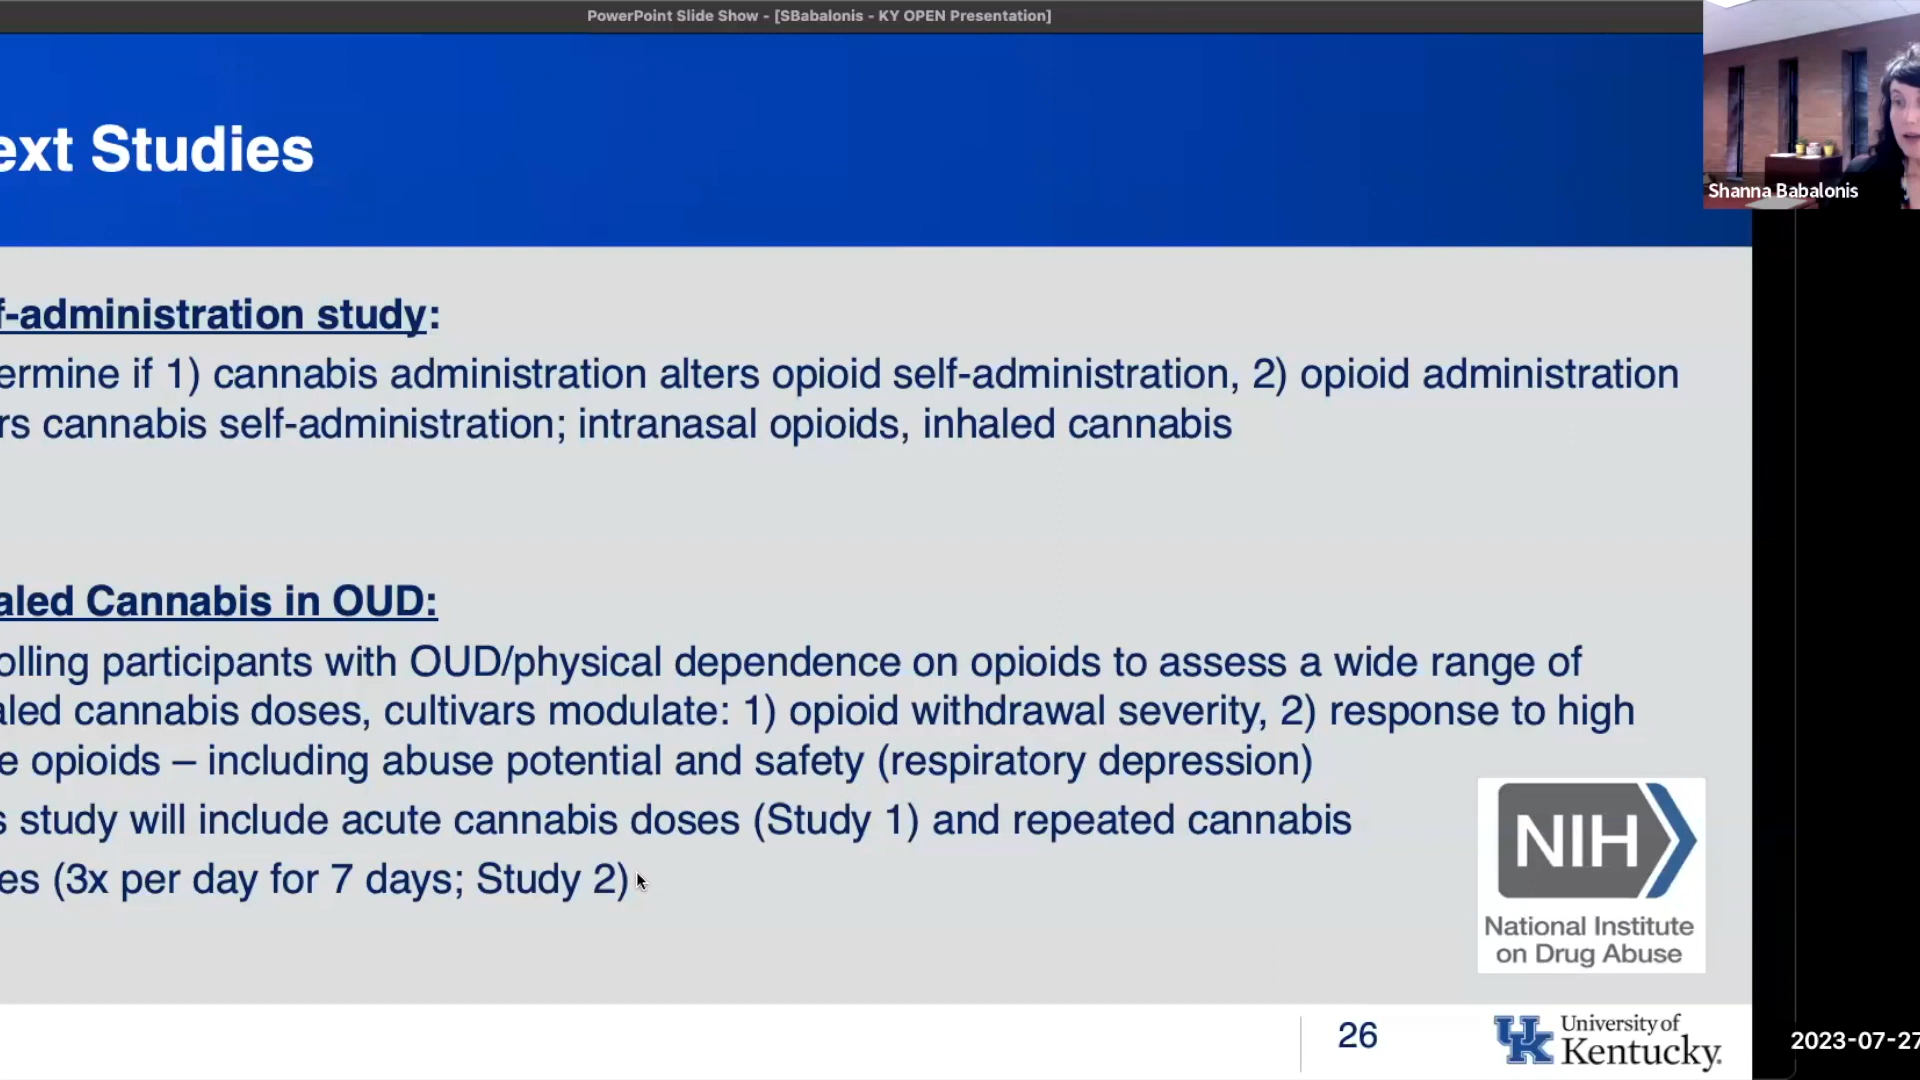 PowerPoint Slide Show - [SBabalonis - KY OPEN Presentation]
Shanna Babalonis
ext Studies
f-administration study:
ermine if 1) cannabis administration alters opioid self-administration, 2) opioid administration
rs cannabis self-administration; intranasal opioids, inhaled cannabis
aled Cannabis in OUD:
olling participants with OUD/physical dependence on opioids to assess a wide range of
aled cannabis doses, cultivars modulate: 1) opioid withdrawal severity, 2) response to high
e opioids – including abuse potential and safety (respiratory depression)
s study will include acute cannabis doses (Study 1) and repeated cannabis
es (3x per day for 7 days; Study 2)
NIH
National Institute
on Drug Abuse
26
UK
University of
Kentucky.
2023-07-27